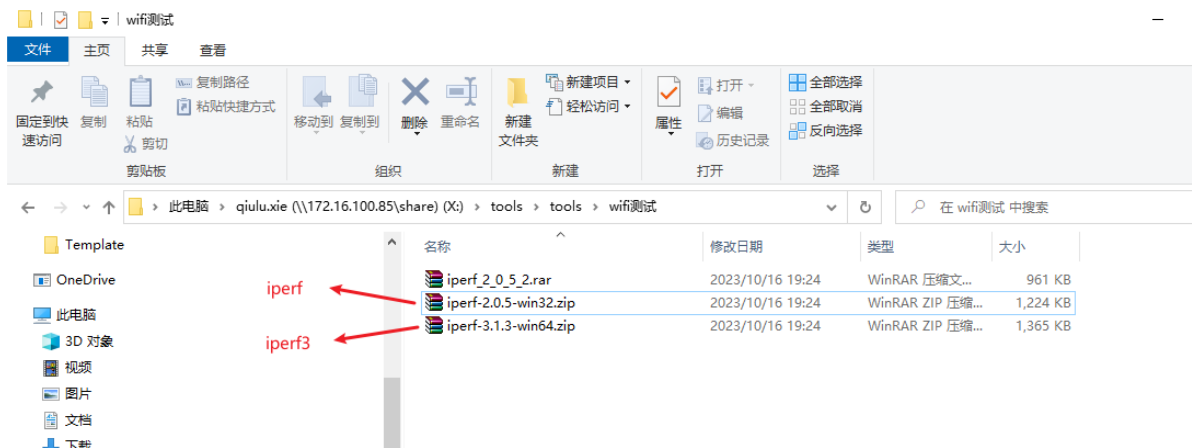 wifi测试
文件 主页 共享 查看
固定到快速访问
复制
粘贴
复制路径
粘贴快捷方式
剪切
剪贴板
移动到
复制到
删除
重命名
组织
新建文件夹
新建项目
轻松访问
新建
属性
打开
编辑
历史记录
打开
全部选择
全部取消
反向选择
选择
此电脑 › qiulu.xie (\\172.16.100.85\share) (X:) › tools › tools › wifi测试
在 wifi测试 中搜索
Template
OneDrive
此电脑
3D 对象
视频
图片
文档
下载
名称 修改日期 类型 大小
iperf_2_0_5_2.rar 2023/10/16 19:24 WinRAR 压缩文... 961 KB
iperf-2.0.5-win32.zip 2023/10/16 19:24 WinRAR ZIP 压缩... 1,224 KB
iperf-3.1.3-win64.zip 2023/10/16 19:24 WinRAR ZIP 压缩... 1,365 KB
iperf
iperf3